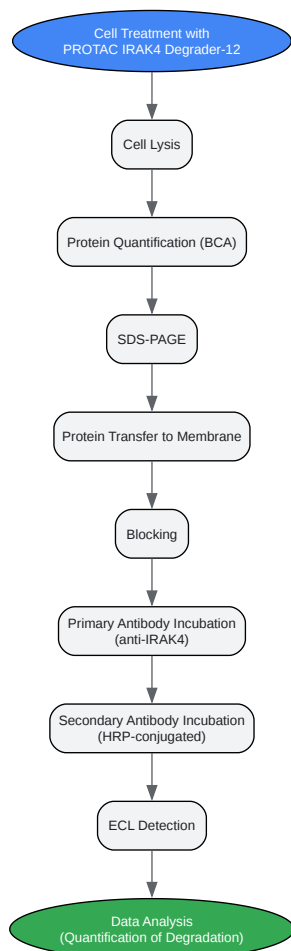 Cell Treatment with
PROTAC IRAK4 Degrader-12
Cell Lysis
Protein Quantification (BCA)
SDS-PAGE
Protein Transfer to Membrane
Blocking
Primary Antibody Incubation
(anti-IRAK4)
Secondary Antibody Incubation
(HRP-conjugated)
ECL Detection
Data Analysis
(Quantification of Degradation)